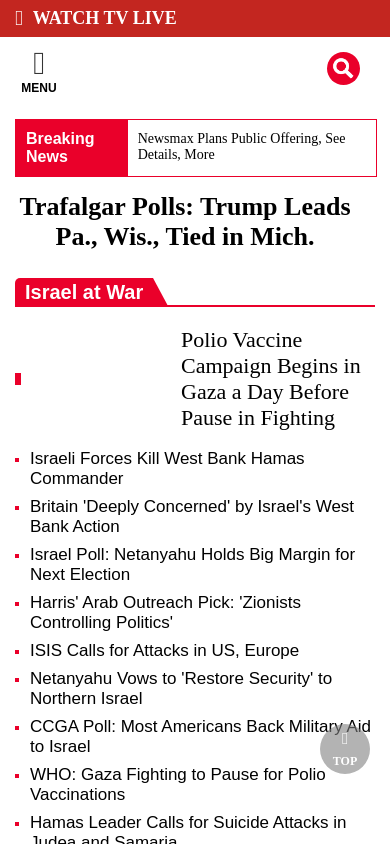 WATCH TV LIVE
MENU
Breaking
News
Newsmax Plans Public Offering, See
Details, More
Trafalgar Polls: Trump Leads
Pa., Wis., Tied in Mich.
Israel at War
Polio Vaccine
Campaign Begins in
Gaza a Day Before
Pause in Fighting
Israeli Forces Kill West Bank Hamas
Commander
Britain 'Deeply Concerned' by Israel's West
Bank Action
Israel Poll: Netanyahu Holds Big Margin for
Next Election
Harris' Arab Outreach Pick: 'Zionists
Controlling Politics'
ISIS Calls for Attacks in US, Europe
Netanyahu Vows to 'Restore Security' to
Northern Israel
CCGA Poll: Most Americans Back Military Aid
to Israel
TOP
WHO: Gaza Fighting to Pause for Polio
Vaccinations
Hamas Leader Calls for Suicide Attacks in
Judea and Samaria